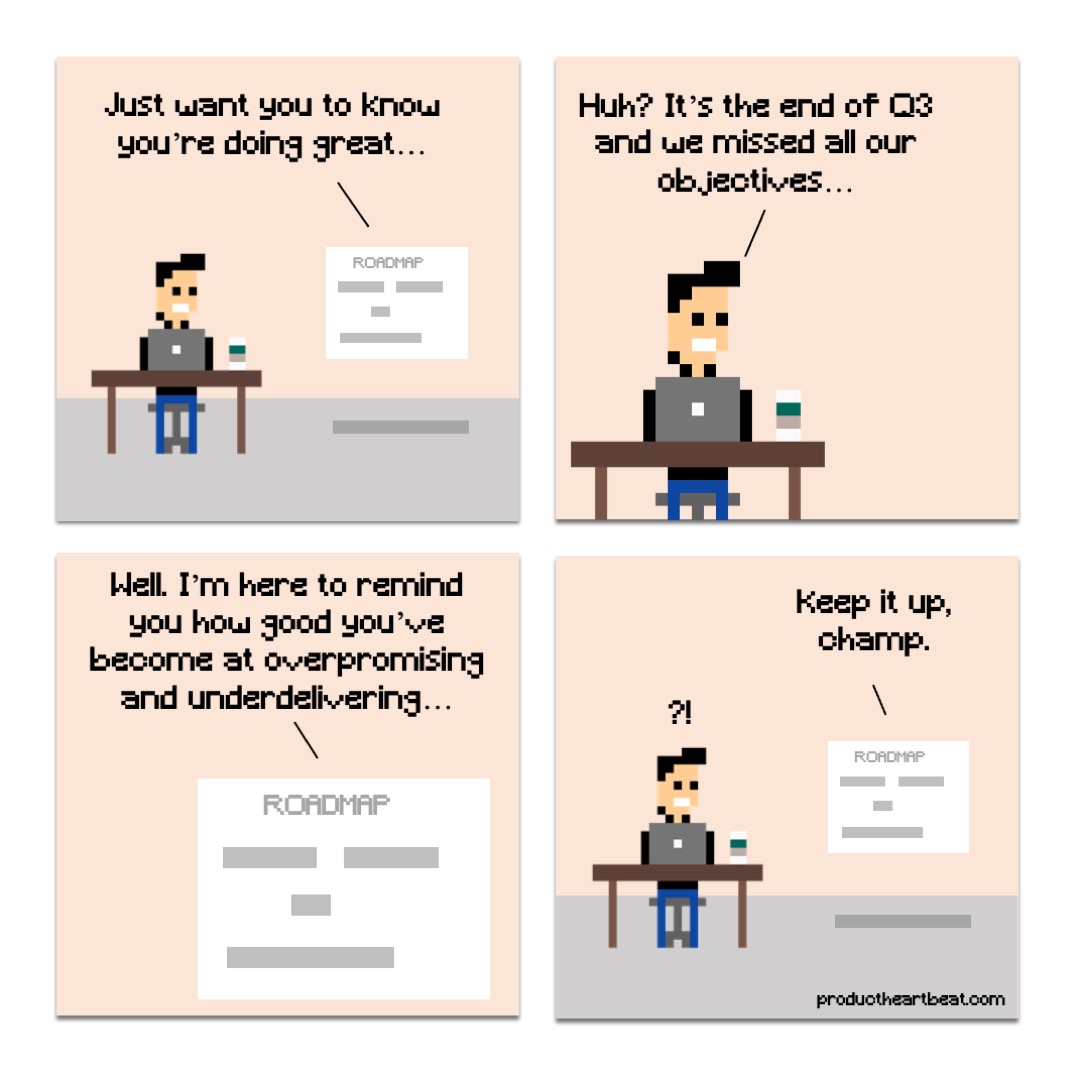 Just want you to know
you're doing great...
ROADMAP
Huh? It's the end of Q3
and we missed all our
objectives...
Well. I'm here to remind
you how good you've
become at overpromising
and underdelivering...
ROADMAP
Keep it up,
champ.
?!
ROADMAP
productheartbeat.com